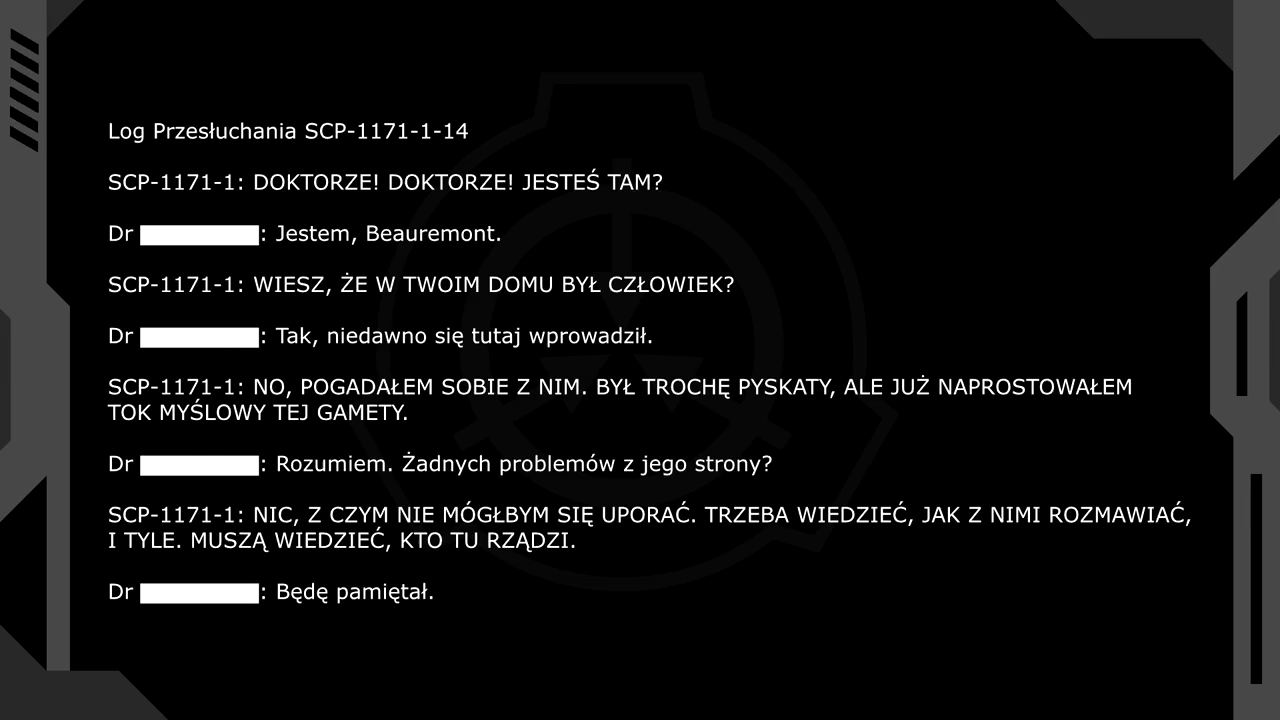 Log Przesłuchania SCP-1171-1-14
SCP-1171-1: DOKTORZE! DOKTORZE! JESTEŚ TAM?
Dr : Jestem, Beauremont.
SCP-1171-1: WIESZ, ŻE W TWOIM DOMU BYŁ CZŁOWIEK?
Dr : Tak, niedawno się tutaj wprowadził.
SCP-1171-1: NO, POGADAŁEM SOBIE Z NIM. BYŁ TROCHĘ PYSKATY, ALE JUŻ NAPROSTOWAŁEM
TOK MYŚLOWY TEJ GAMETY.
Dr : Rozumiem. Żadnych problemów z jego strony?
SCP-1171-1: NIC, Z CZYM NIE MÓGŁBYM SIĘ UPORAĆ. TRZEBA WIEDZIEĆ, JAK Z NIMI ROZMAWIAĆ,
I TYLE. MUSZĄ WIEDZIEĆ, KTO TU RZĄDZI.
Dr : Będę pamiętał.